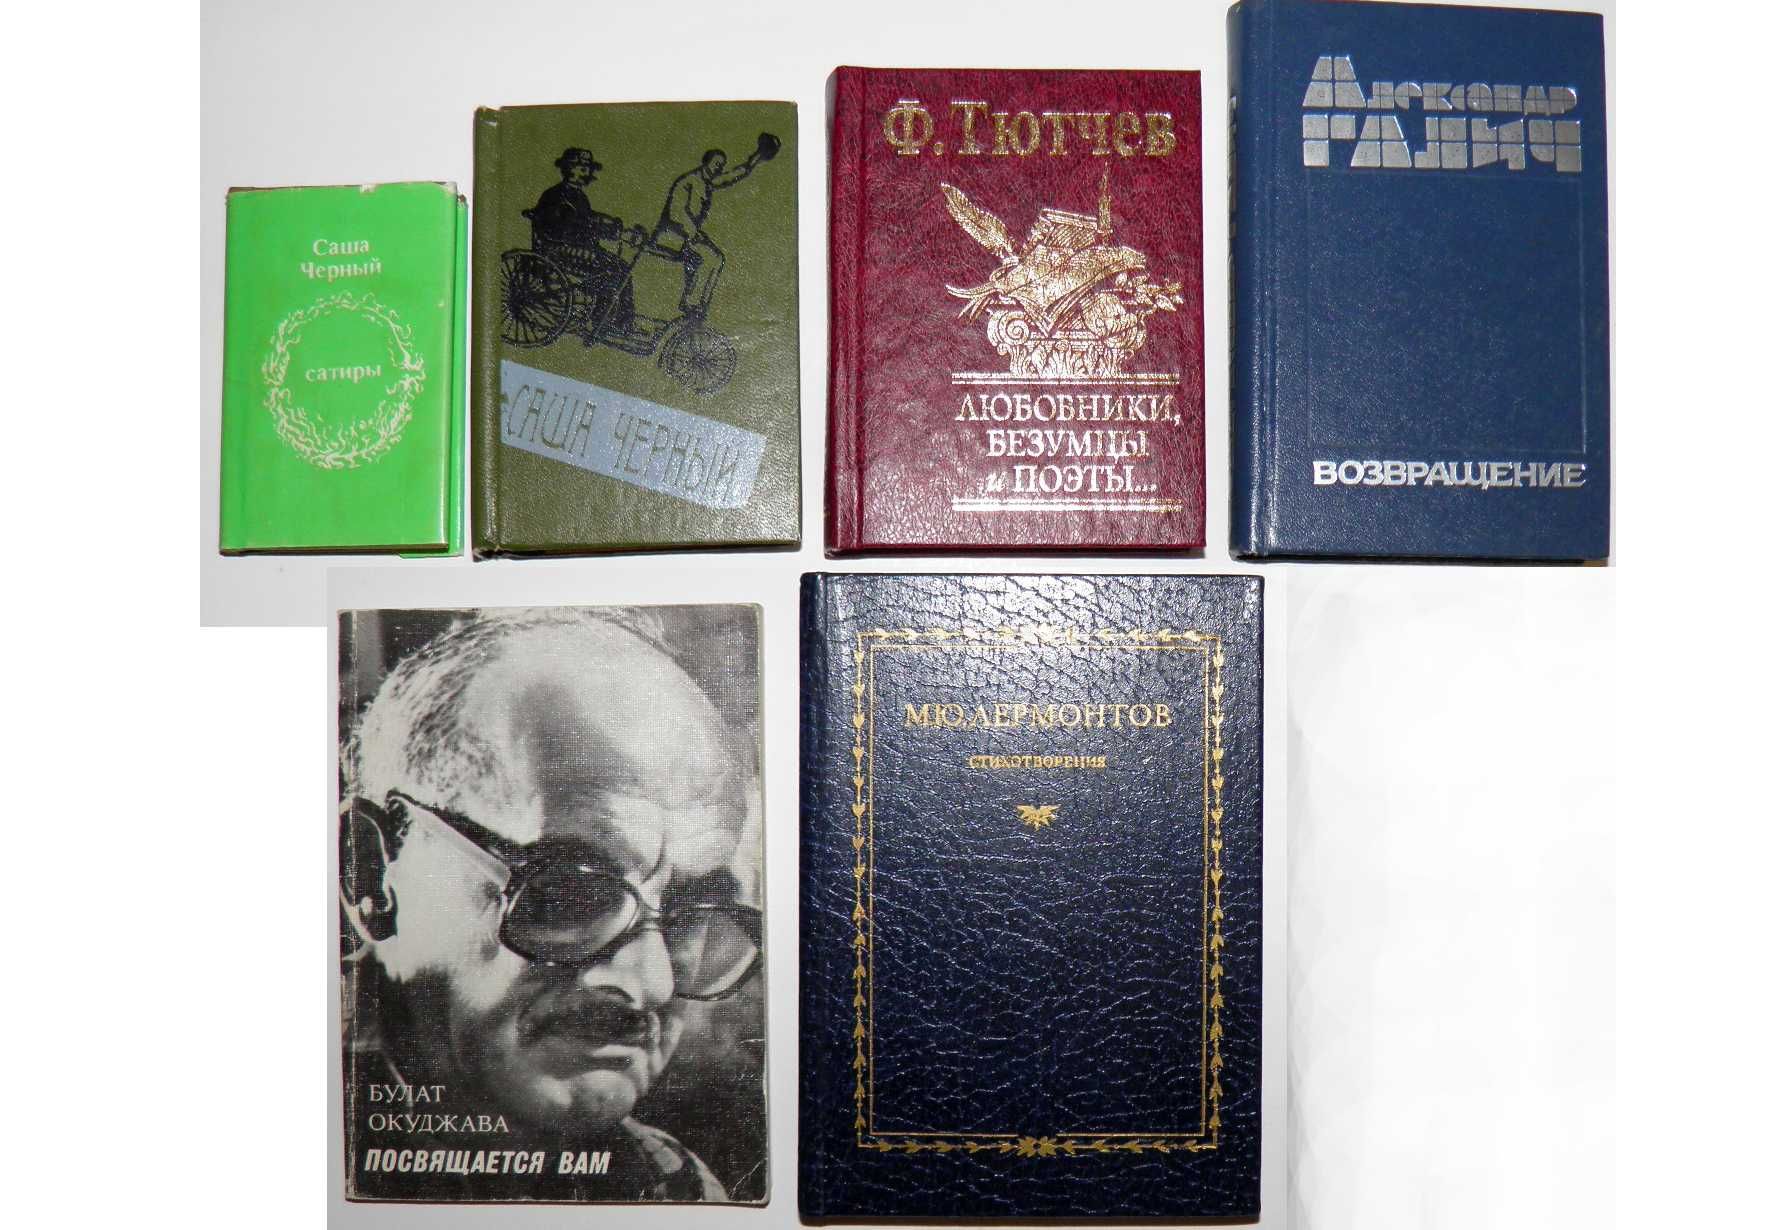 Саша
Черный
сатиры
САША ЧЕРНЫЙ
Ф. Тютчев
ЛЮБОВНИКИ,
БЕЗУМЦЫ
и ПОЭТЫ...
Александр
ГАЛИЧ
ВОЗВРАЩЕНИЕ
БУЛАТ
ОКУДЖАВА
ПОСВЯЩАЕТСЯ ВАМ
М.Ю.ЛЕРМОНТОВ
СТИХОТВОРЕНИЯ